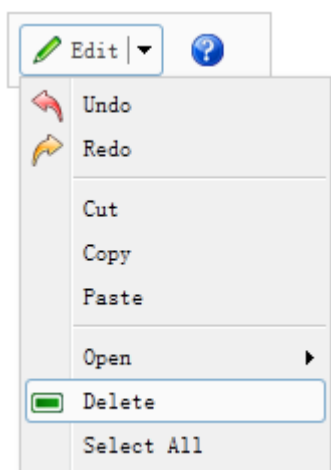 Edit
Undo
Redo
Cut
Copy
Paste
Open
Delete
Select All